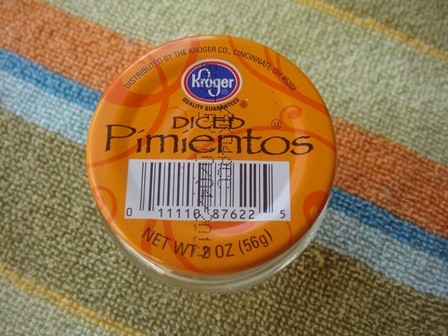 DISTRIBUTED BY THE KROGER CO., CINCINNATI, OH 45202
Kroger
QUALITY GUARANTEED
DICED
Pimientos
0 11110 87622 5
NET WT 2 OZ (56g)